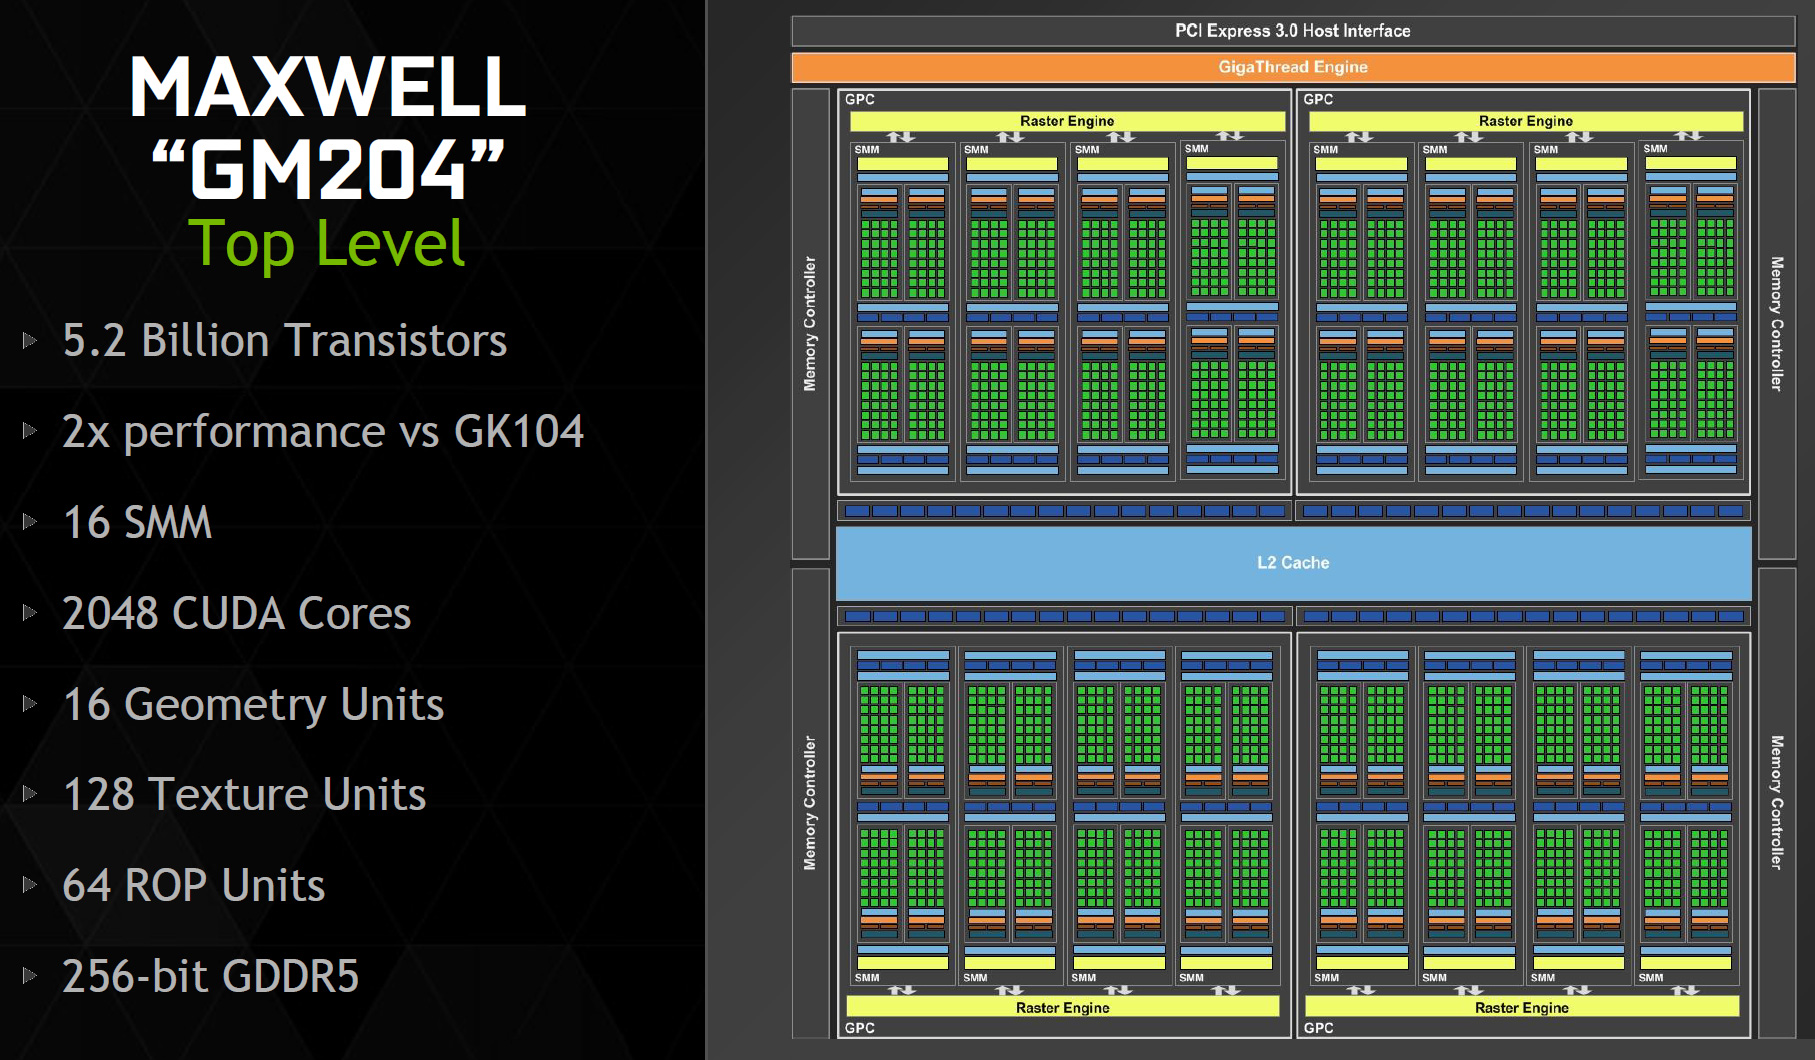 MAXWELL
“GM204”
Top Level
5.2 Billion Transistors
2x performance vs GK104
16 SMM
2048 CUDA Cores
16 Geometry Units
128 Texture Units
64 ROP Units
256-bit GDDR5
PCI Express 3.0 Host Interface
GigaThread Engine
GPC
Raster Engine
SMM SMM SMM SMM
GPC
Raster Engine
SMM SMM SMM SMM
Memory Controller
Memory Controller
L2 Cache
Memory Controller
Memory Controller
SMM SMM SMM SMM
Raster Engine
GPC
SMM SMM SMM SMM
Raster Engine
GPC